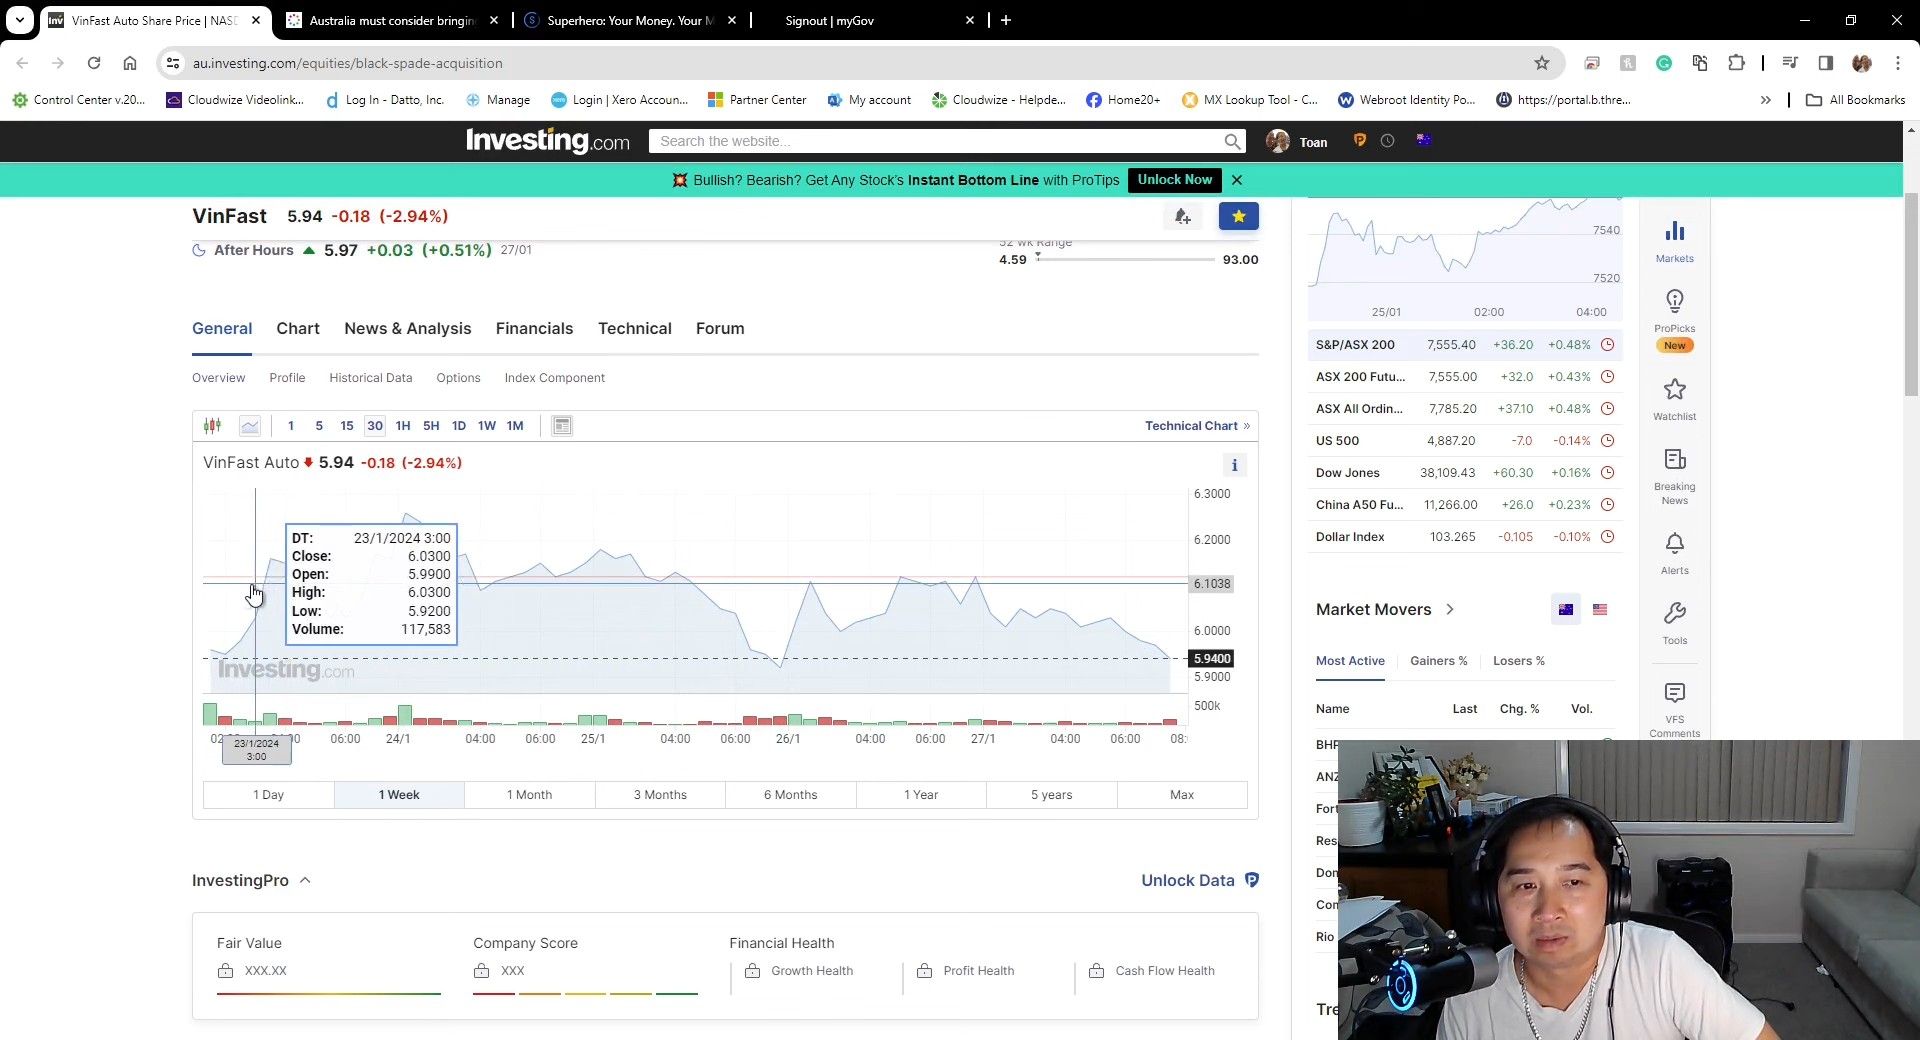 VinFast Auto Share Price | NASD
Australia must consider bringing
Superhero: Your Money. Your M
Signout | myGov
au.investing.com/equities/black-spade-acquisition
Control Center v.20...
Cloudwize Videolink...
Log In - Datto, Inc.
Manage
Login | Xero Accoun...
Partner Center
My account
Cloudwize - Helpde...
Home20+
MX Lookup Tool - C...
Webroot Identity Po...
https://portal.b.thre...
All Bookmarks
Investing.com
Search the website...
Toan
Bullish? Bearish? Get Any Stock's Instant Bottom Line with ProTips
Unlock Now
VinFast 5.94 -0.18 (-2.94%)
After Hours 5.97 +0.03 (+0.51%) 27/01
52 wk Range
4.59 93.00
General Chart News & Analysis Financials Technical Forum
Overview Profile Historical Data Options Index Component
1 5 15 30 1H 5H 1D 1W 1M
Technical Chart »
VinFast Auto 5.94 -0.18 (-2.94%)
i
DT: 23/1/2024 3:00
Close: 6.0300
Open: 5.9900
High: 6.0300
Low: 5.9200
Volume: 117,583
6.3000
6.2000
6.1038
6.0000
5.9400
5.9000
500k
Investing.com
06:00 24/1 04:00 06:00 25/1 04:00 06:00 26/1 04:00 06:00 27/1 04:00 06:00 08:
23/1/2024
3:00
1 Day 1 Week 1 Month 3 Months 6 Months 1 Year 5 years Max
InvestingPro
Unlock Data
Fair Value
XXX.XX
Company Score
XXX
Financial Health
Growth Health
Profit Health
Cash Flow Health
7540
7520
25/01 02:00 04:00
S&P/ASX 200 7,555.40 +36.20 +0.48%
ASX 200 Futu... 7,555.00 +32.0 +0.43%
ASX All Ordin... 7,785.20 +37.10 +0.48%
US 500 4,887.20 -7.0 -0.14%
Dow Jones 38,109.43 +60.30 +0.16%
China A50 Fu... 11,266.00 +26.0 +0.23%
Dollar Index 103.265 -0.105 -0.10%
Market Movers
Most Active Gainers % Losers %
Name Last Chg. % Vol.
BHP
ANZ
Fort
Res
Don
Com
Rio
Tre
Markets
ProPicks
New
Watchlist
Breaking
News
Alerts
Tools
VFS
Comments